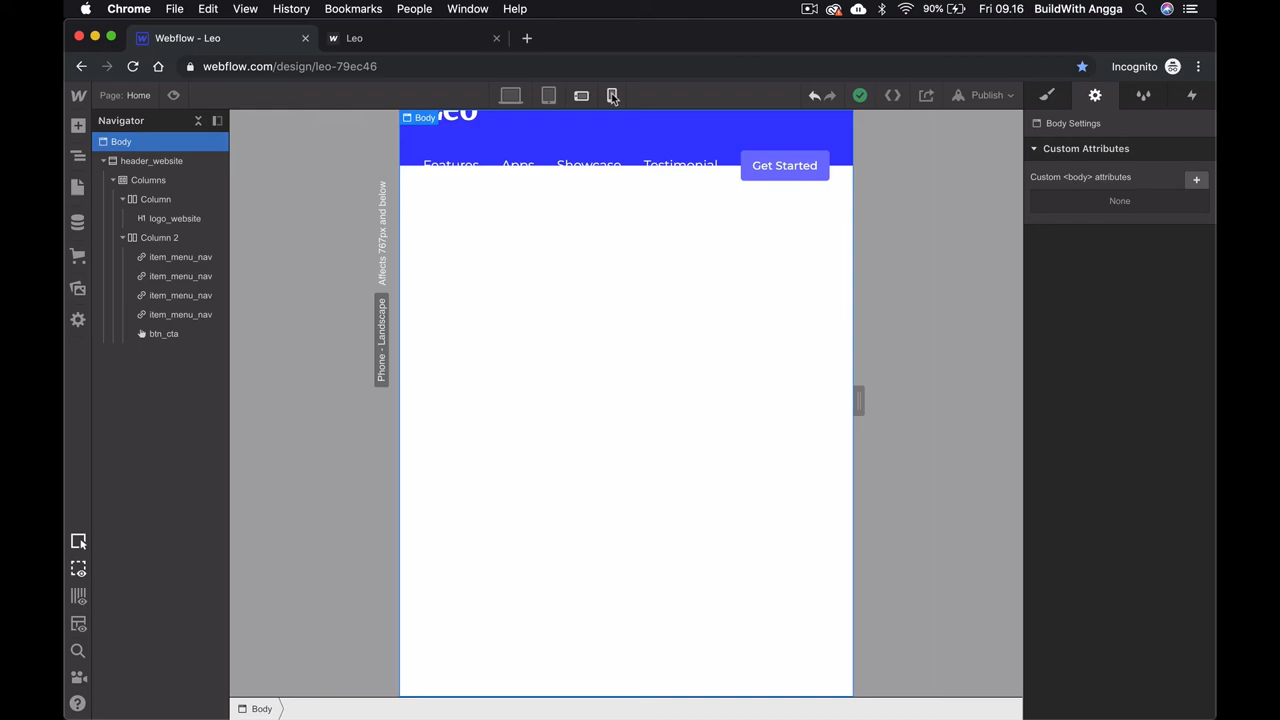 Chrome File Edit View History Bookmarks People Window Help 90% Fri 09.16 BuildWith Angga
Webflow - Leo
Leo
webflow.com/design/leo-79ec46
Incognito
Page: Home
Publish
Navigator
Body
header_website
Columns
Column
H1 logo_website
Column 2
item_menu_nav
item_menu_nav
item_menu_nav
item_menu_nav
btn_cta
Body
Leo
Features Apps Showcase Testimonial Get Started
Affects 767px and below
Phone - Landscape
Body Settings
Custom Attributes
Custom <body> attributes
None
Body